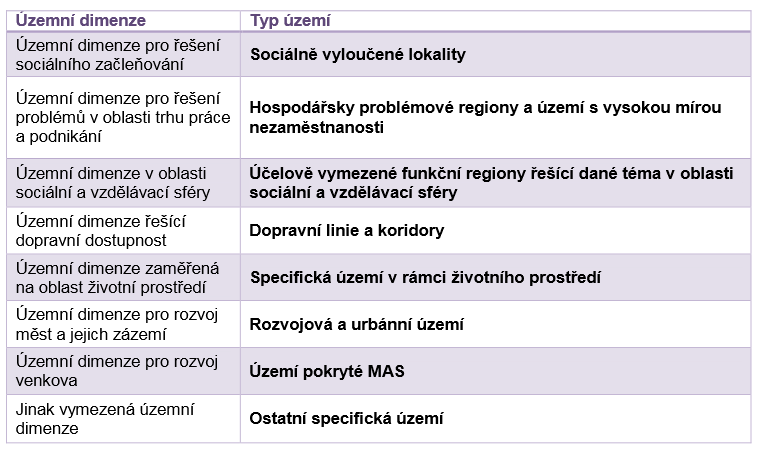 Územní dimenze
Typ území
Územní dimenze pro řešení
sociálního začleňování
Sociálně vyloučené lokality
Územní dimenze pro řešení
problémů v oblasti trhu práce
a podnikání
Hospodářsky problémové regiony a území s vysokou mírou
nezaměstnanosti
Územní dimenze v oblasti
sociální a vzdělávací sféry
Účelově vymezené funkční regiony řešící dané téma v oblasti
sociální a vzdělávací sféry
Územní dimenze řešící
dopravní dostupnost
Dopravní linie a koridory
Územní dimenze zaměřená
na oblast životní prostředí
Specifická území v rámci životního prostředí
Územní dimenze pro rozvoj
měst a jejich zázemí
Rozvojová a urbánní území
Územní dimenze pro rozvoj
venkova
Území pokryté MAS
Jinak vymezená územní
dimenze
Ostatní specifická území